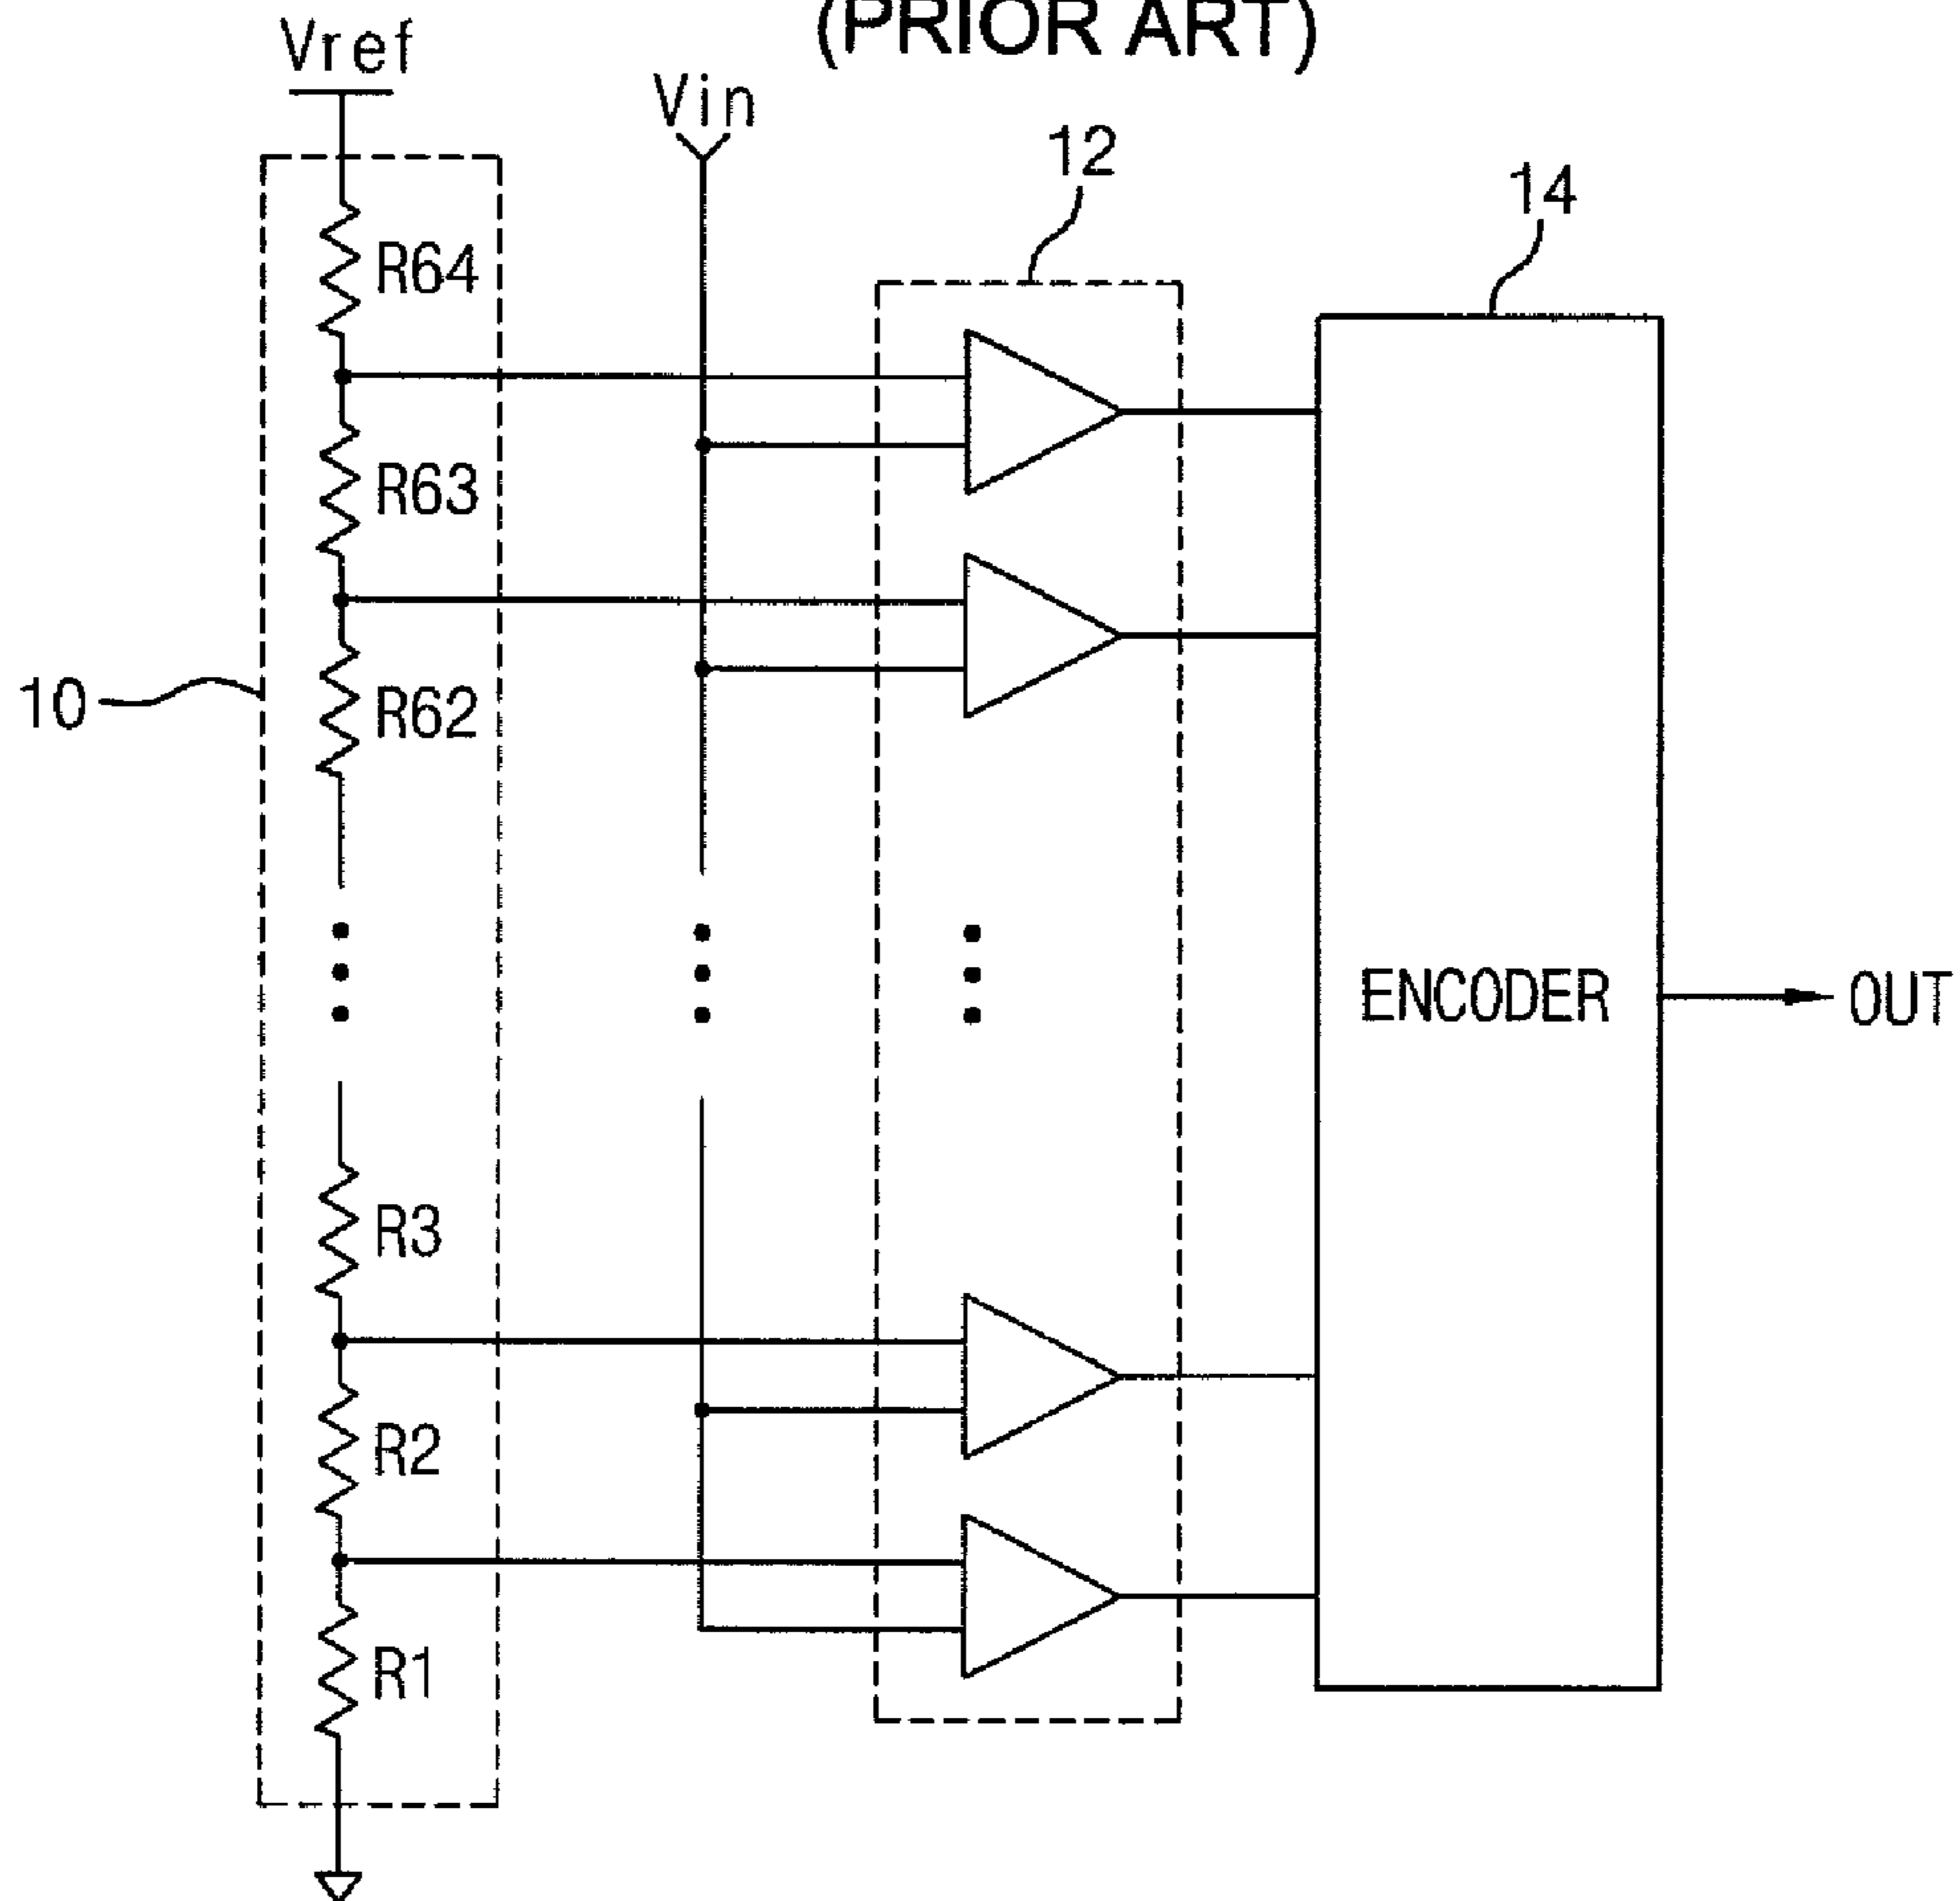 (PRIOR ART)
Vref
Vin
12
14
R64
R63
10
R62
ENCODER
OUT
R3
R2
R1